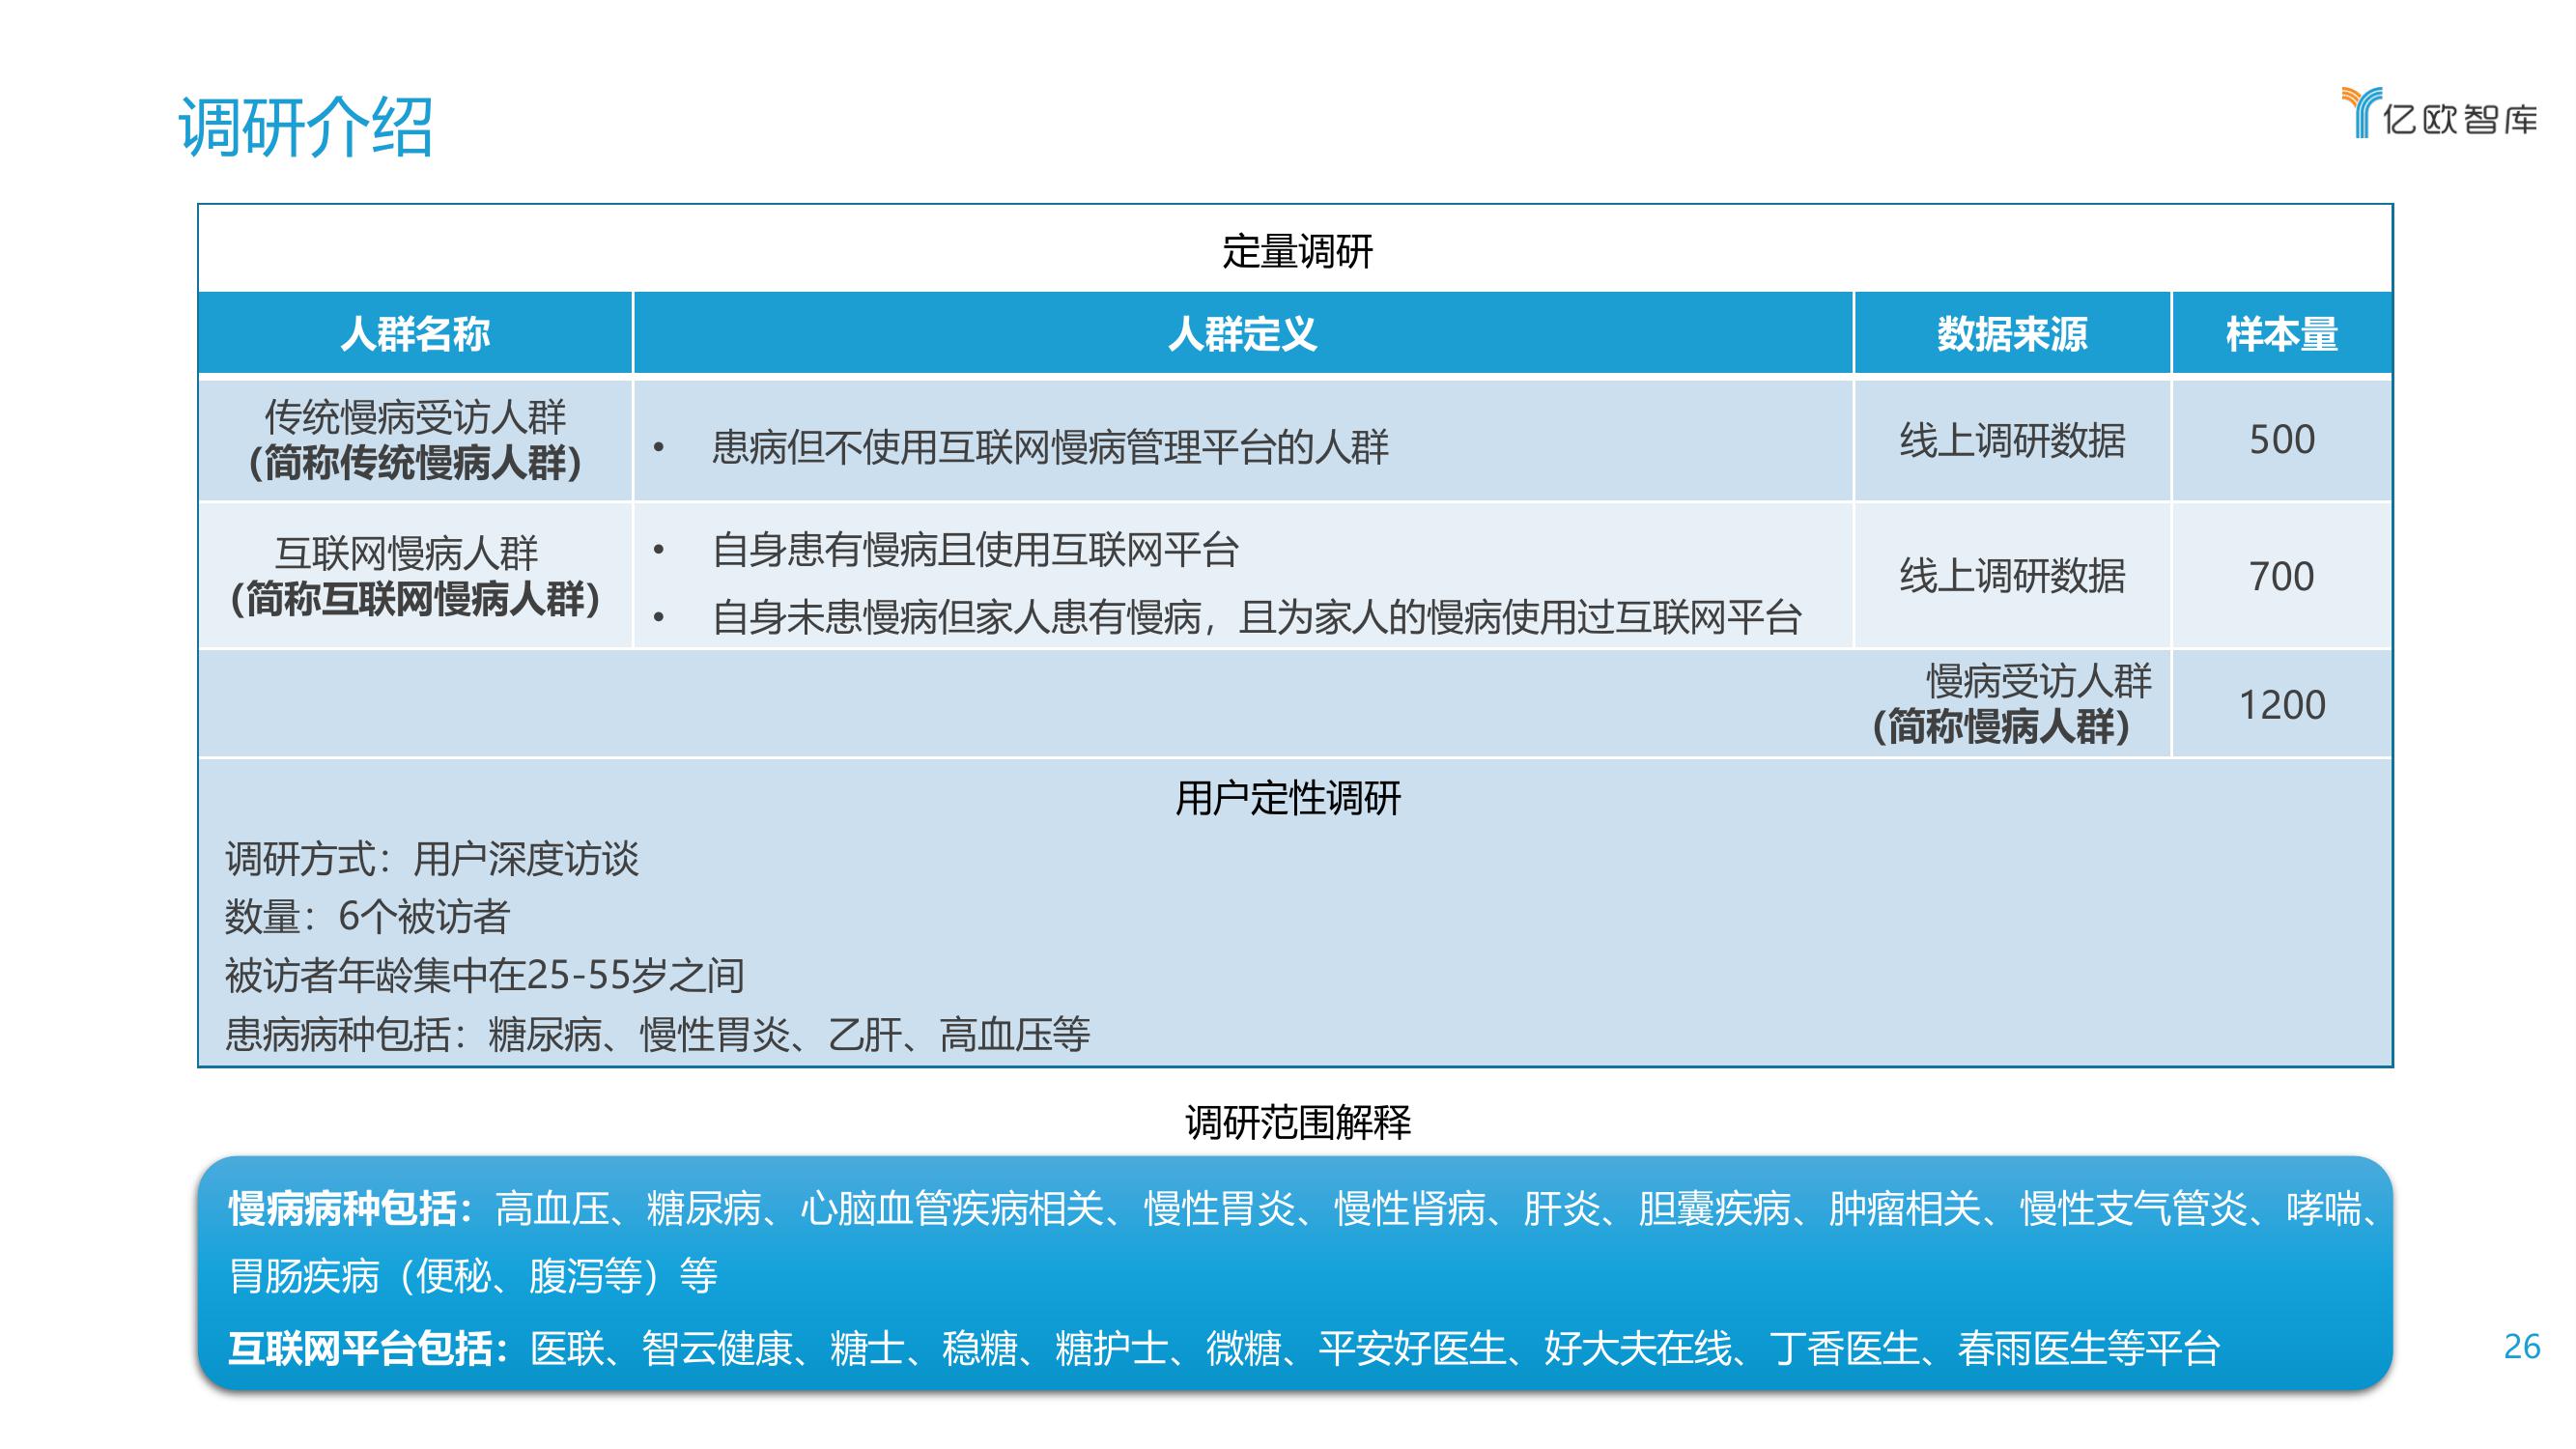 调研介绍
亿欧智库
定量调研
人群名称
人群定义
数据来源
样本量
传统慢病受访人群
（简称传统慢病人群）
• 患病但不使用互联网慢病管理平台的人群
线上调研数据
500
互联网慢病人群
（简称互联网慢病人群）
• 自身患有慢病且使用互联网平台
• 自身未患慢病但家人患有慢病，且为家人的慢病使用过互联网平台
线上调研数据
700
慢病受访人群
（简称慢病人群）
1200
用户定性调研
调研方式：用户深度访谈
数量：6个被访者
被访者年龄集中在25-55岁之间
患病病种包括：糖尿病、慢性胃炎、乙肝、高血压等
调研范围解释
慢病病种包括：高血压、糖尿病、心脑血管疾病相关、慢性胃炎、慢性肾病、肝炎、胆囊疾病、肿瘤相关、慢性支气管炎、哮喘、
胃肠疾病（便秘、腹泻等）等
互联网平台包括：医联、智云健康、糖士、稳糖、糖护士、微糖、平安好医生、好大夫在线、丁香医生、春雨医生等平台
26